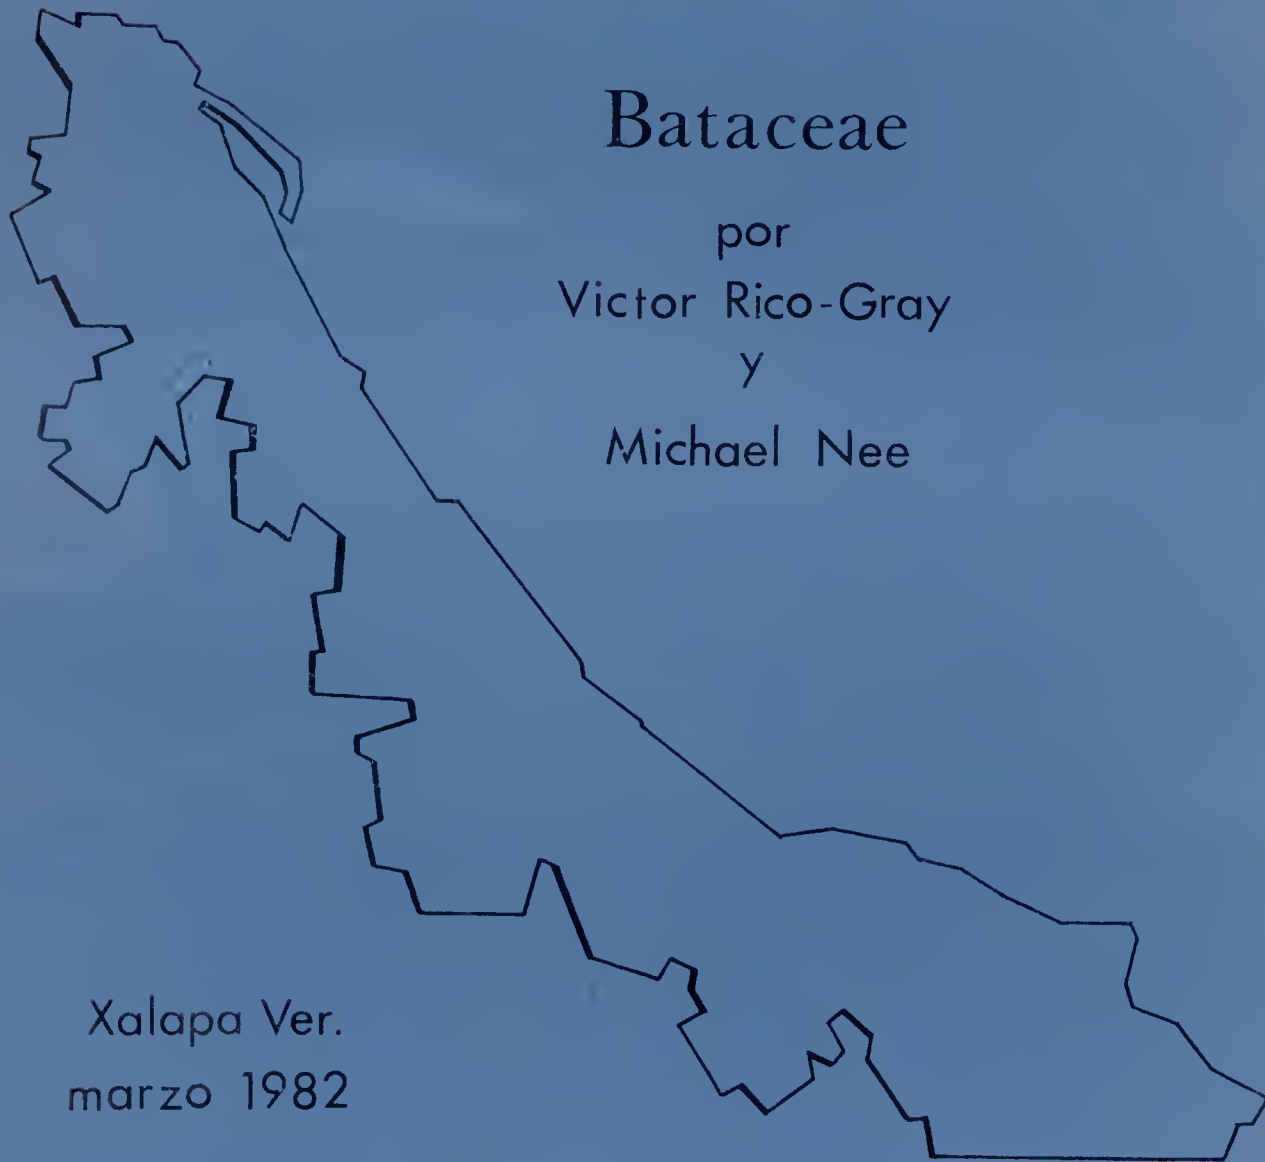 Bataceae
por
Victor Rico-Gray
y
Michael Nee
Xalapa Ver.
marzo 1982